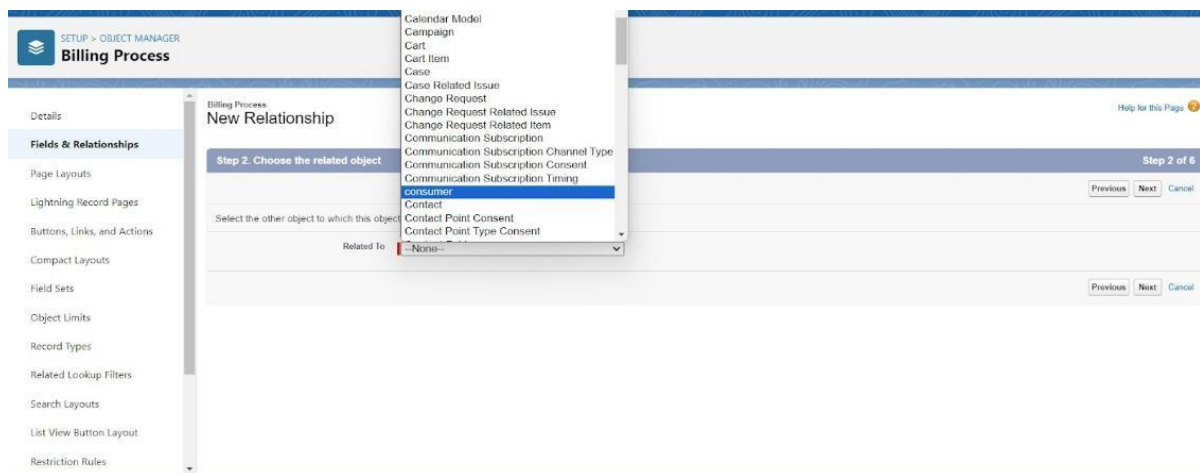 SETUP > OBJECT MANAGER
Billing Process
Details
Fields & Relationships
Page Layouts
Lightning Record Pages
Buttons, Links, and Actions
Compact Layouts
Field Sets
Object Limits
Record Types
Related Lookup Filters
Search Layouts
List View Button Layout
Restriction Rules
Billing Process
New Relationship
Help for this Page
Step 2. Choose the related object
Step 2 of 6
Previous Next Cancel
Select the other object to which this object
Related To
--None--
Calendar Model
Campaign
Cart
Cart Item
Case
Case Related Issue
Change Request
Change Request Related Issue
Change Request Related Item
Communication Subscription
Communication Subscription Channel Type
Communication Subscription Consent
Communication Subscription Timing
consumer
Contact
Contact Point Consent
Contact Point Type Consent
Previous Next Cancel